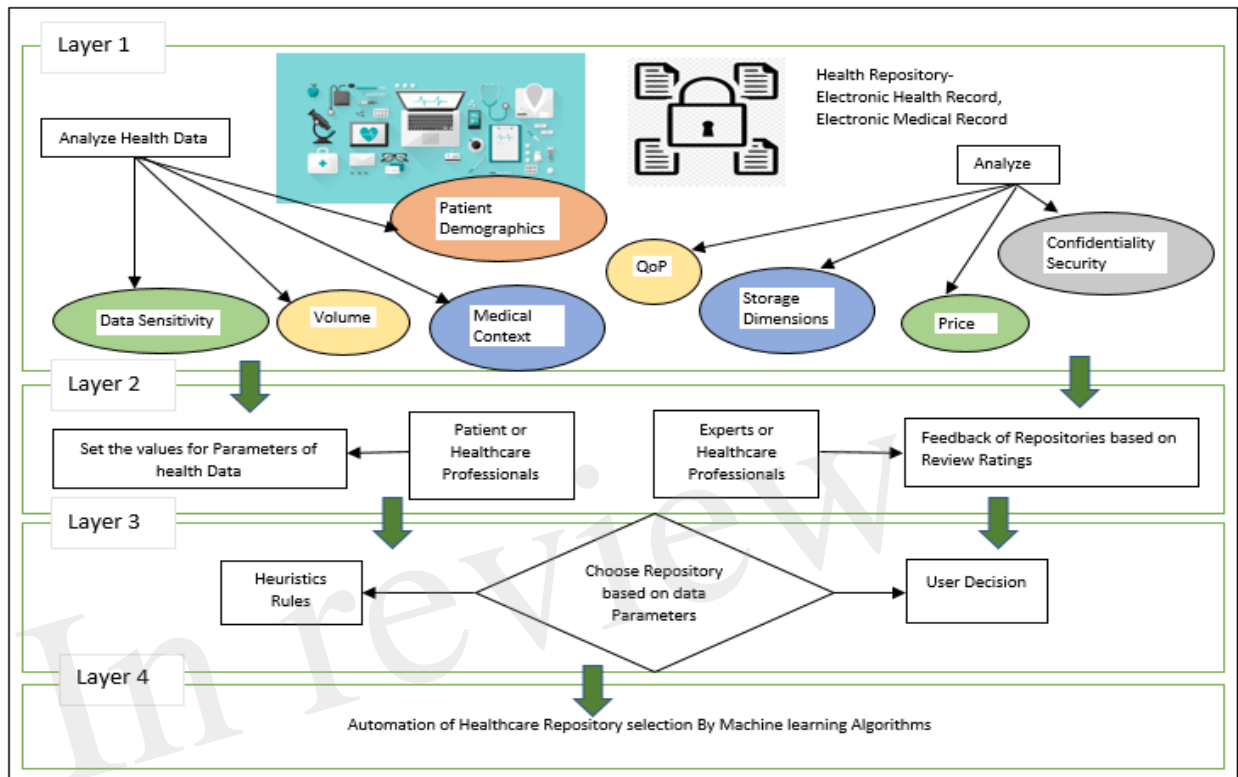 Layer 1
Health Repository-
Electronic Health Record,
Electronic Medical Record
Analyze Health Data
Analyze
Patient
Demographics
Confidentiality
Security
QoP
Storage
Dimensions
Data Sensitivity
Volume
Medical
Context
Price
Layer 2
Set the values for Parameters of
health Data
Patient or
Healthcare
Professionals
Experts or
Healthcare
Professionals
Feedback of Repositories based on
Review Ratings
Layer 3
Heuristics
Rules
Choose Repository
based on data
Parameters
User Decision
Layer 4
Automation of Healthcare Repository selection By Machine learning Algorithms
In review